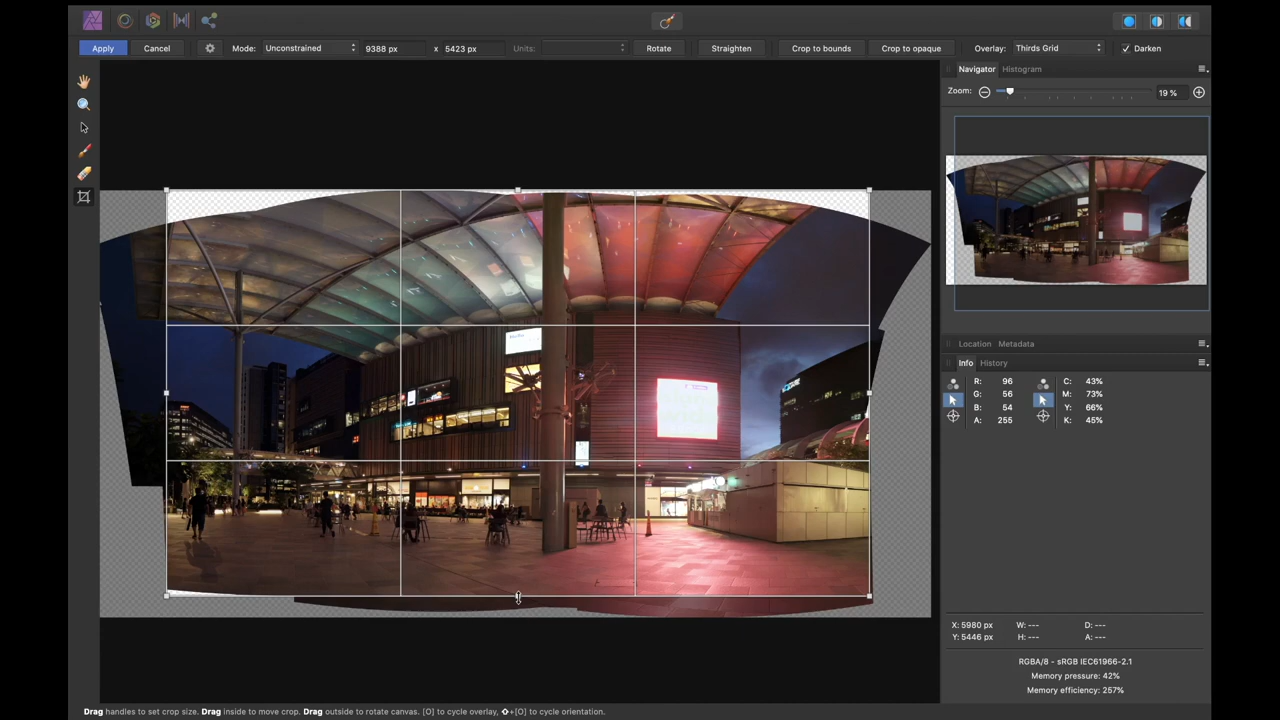 Apply Cancel Mode: Unconstrained 9388 px x 5423 px Units: Rotate Straighten Crop to bounds Crop to opaque Overlay: Thirds Grid Darken
Navigator Histogram
Zoom: 19 %
Location Metadata
Info History
R: 96 C: 43%
G: 56 M: 73%
B: 54 Y: 66%
A: 255 K: 45%
X: 5980 px W: --- D: ---
Y: 5446 px H: --- A: ---
RGBA/8 - sRGB IEC61966-2.1
Memory pressure: 42%
Memory efficiency: 257%
Drag handles to set crop size. Drag inside to move crop. Drag outside to rotate canvas. [O] to cycle overlay, ⇧+[O] to cycle orientation.